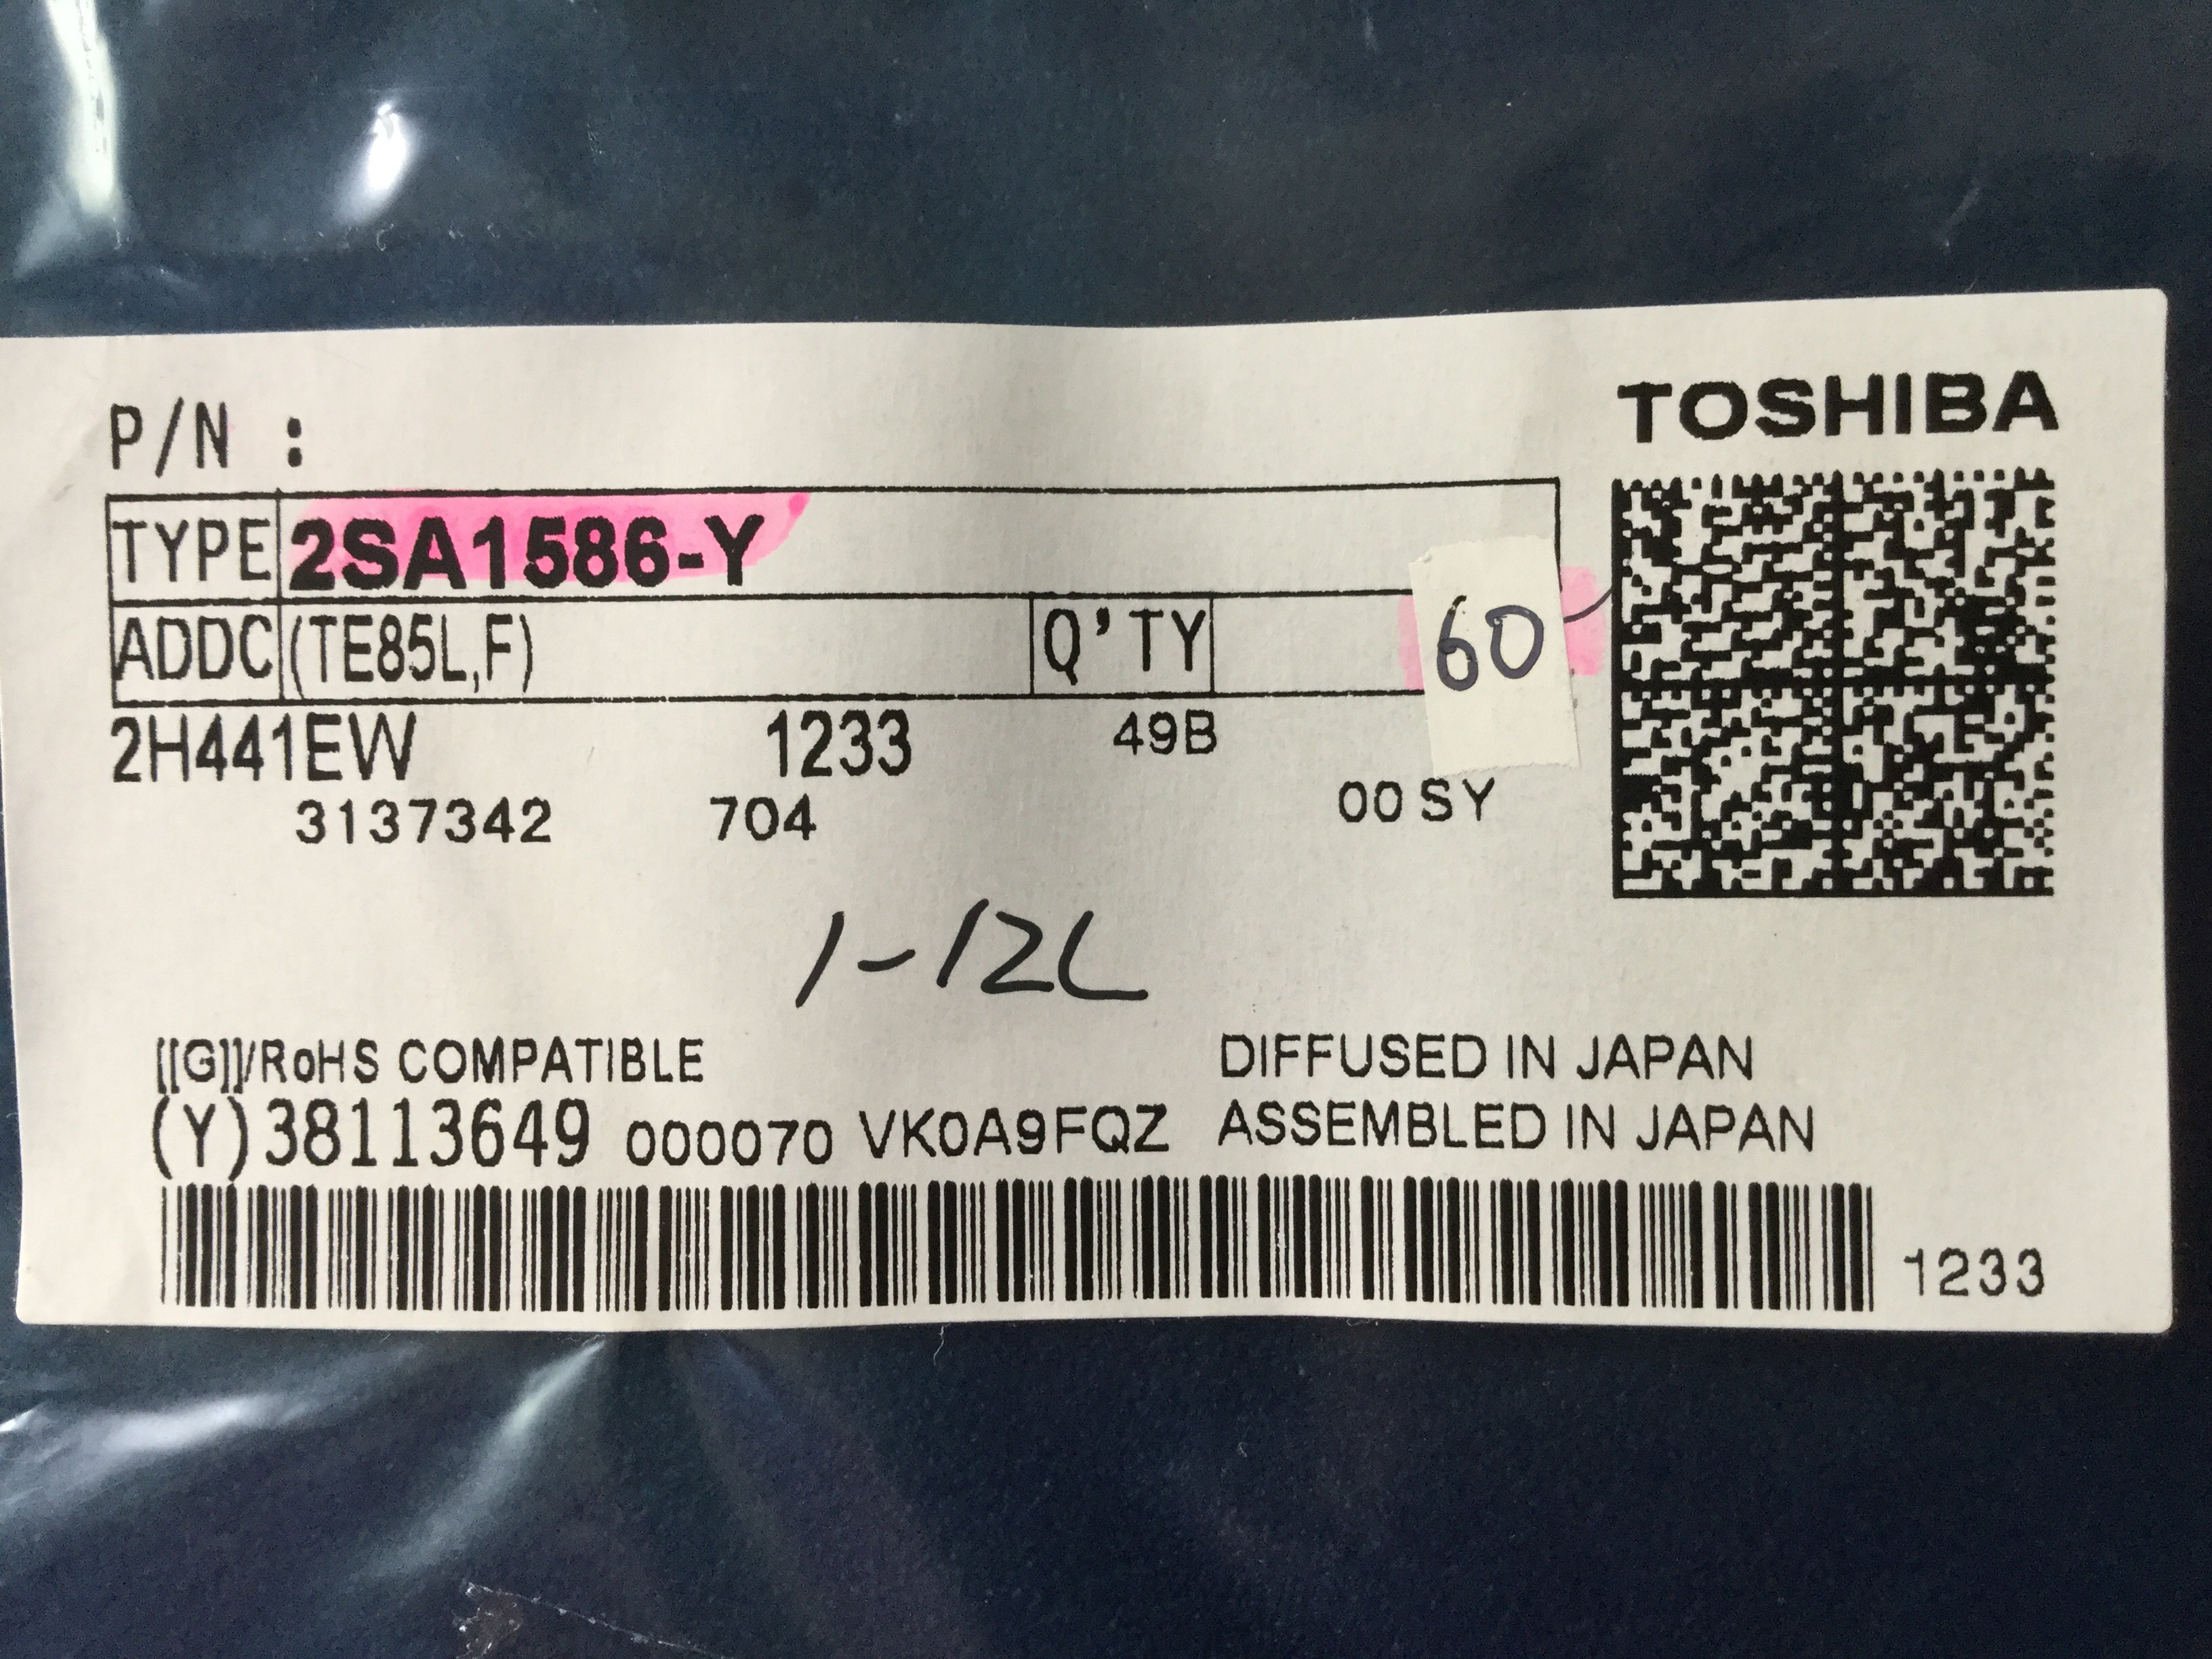 TOSHIBA
P/N :
TYPE 2SA1586-Y
ADDC (TE85L,F) Q'TY 60
2H441EW 1233 49B
3137342 704 00SY
1-12L
[[G]]/RoHS COMPATIBLE DIFFUSED IN JAPAN
(Y)38113649 000070 VK0A9FQZ ASSEMBLED IN JAPAN
1233